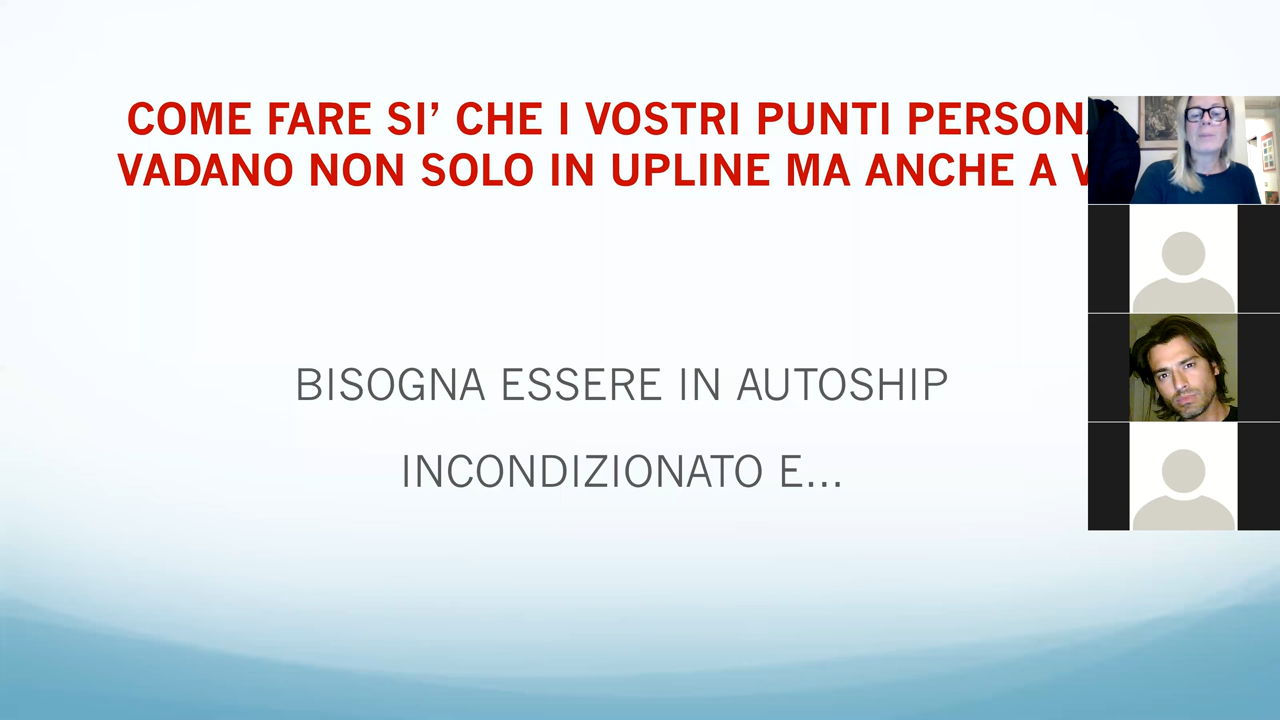 COME FARE SI’ CHE I VOSTRI PUNTI
VADANO NON SOLO IN UPLINE MA ANCHE A
BISOGNA ESSERE IN AUTOSHIP
INCONDIZIONATO E...